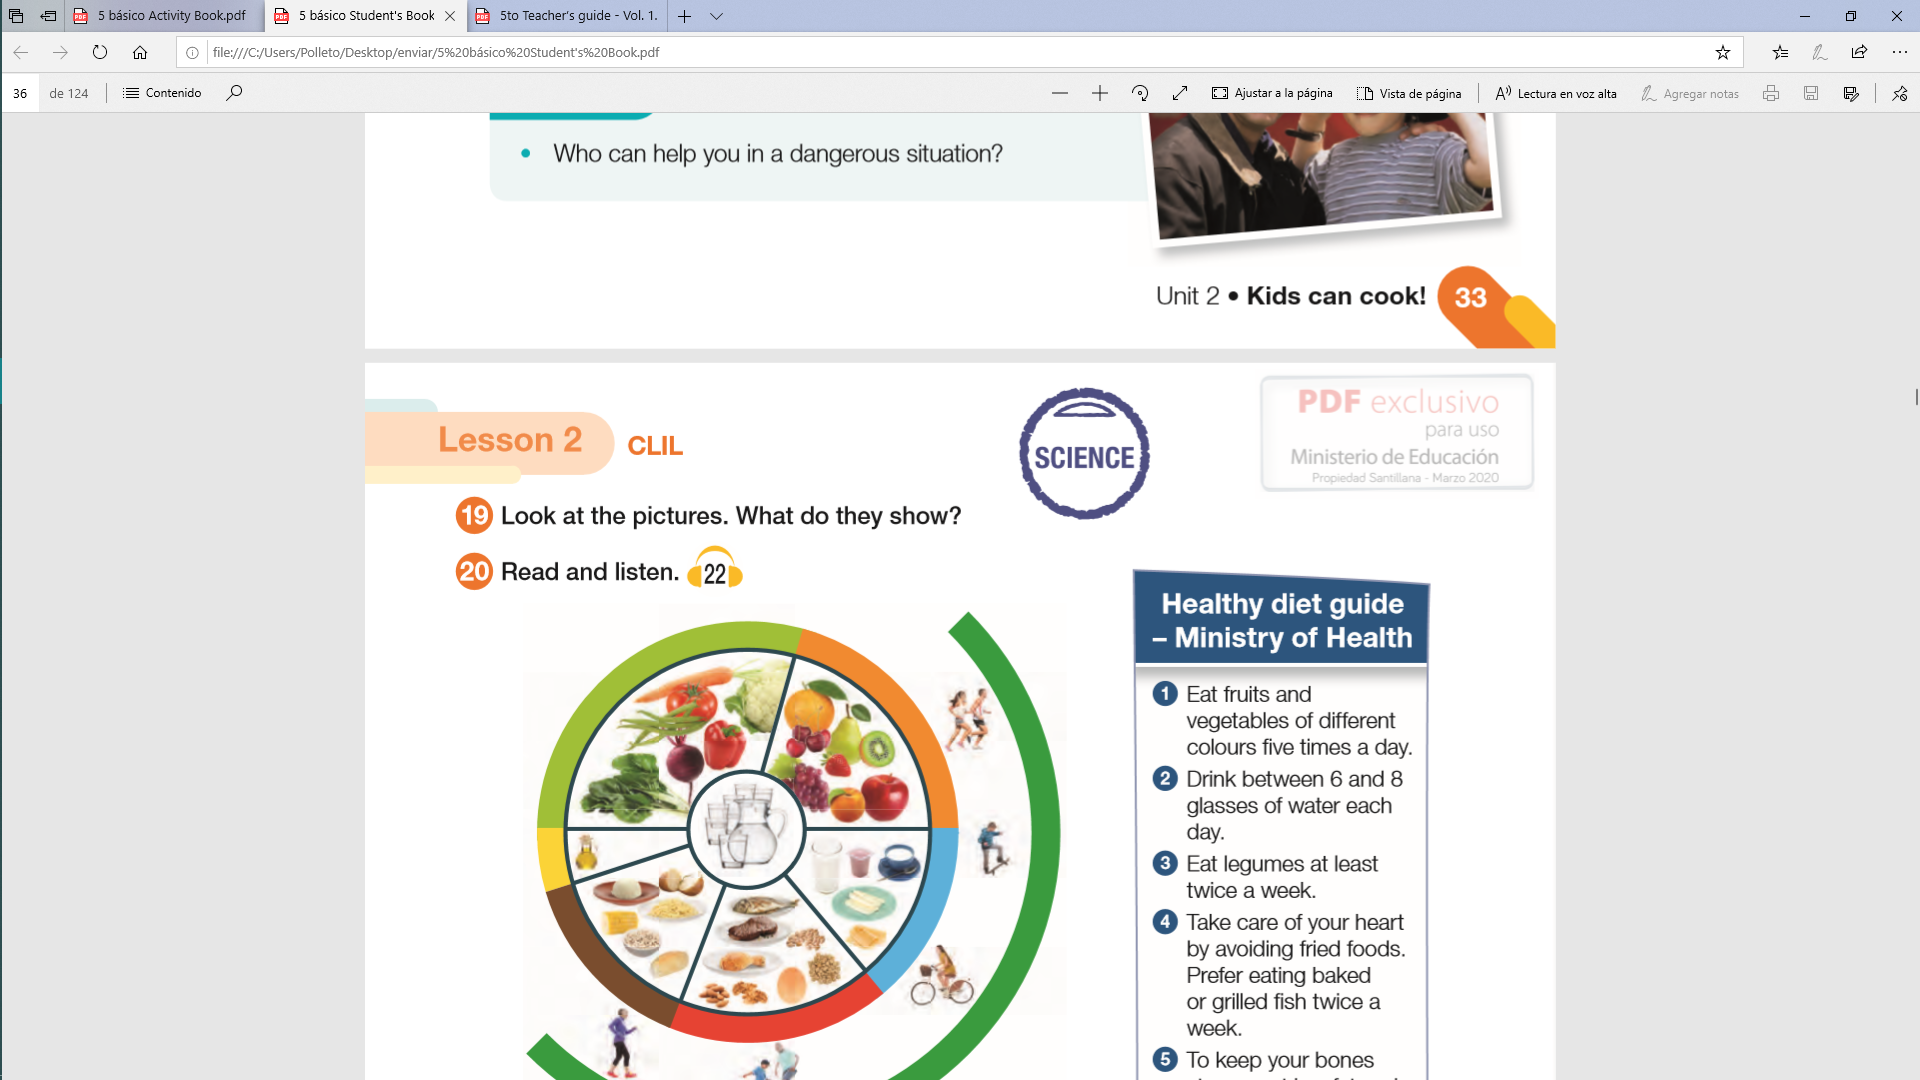 5 básico Activity Book.pdf
5 básico Student's Book
5to Teacher's guide - Vol. 1.
file:///C:/Users/Polleto/Desktop/enviar/5%20básico%20Student's%20Book.pdf
36 de 124 Contenido Ajustar a la página Vista de página Lectura en voz alta Agregar notas
• Who can help you in a dangerous situation?
Unit 2 • Kids can cook! 33
Lesson 2 CLIL
SCIENCE
PDF exclusivo
para uso
Ministerio de Educación
Propiedad Santillana - Marzo 2020
19 Look at the pictures. What do they show?
20 Read and listen. 22
Healthy diet guide
– Ministry of Health
1 Eat fruits and
vegetables of different
colours five times a day.
2 Drink between 6 and 8
glasses of water each
day.
3 Eat legumes at least
twice a week.
4 Take care of your heart
by avoiding fried foods.
Prefer eating baked
or grilled fish twice a
week.
5 To keep your bones